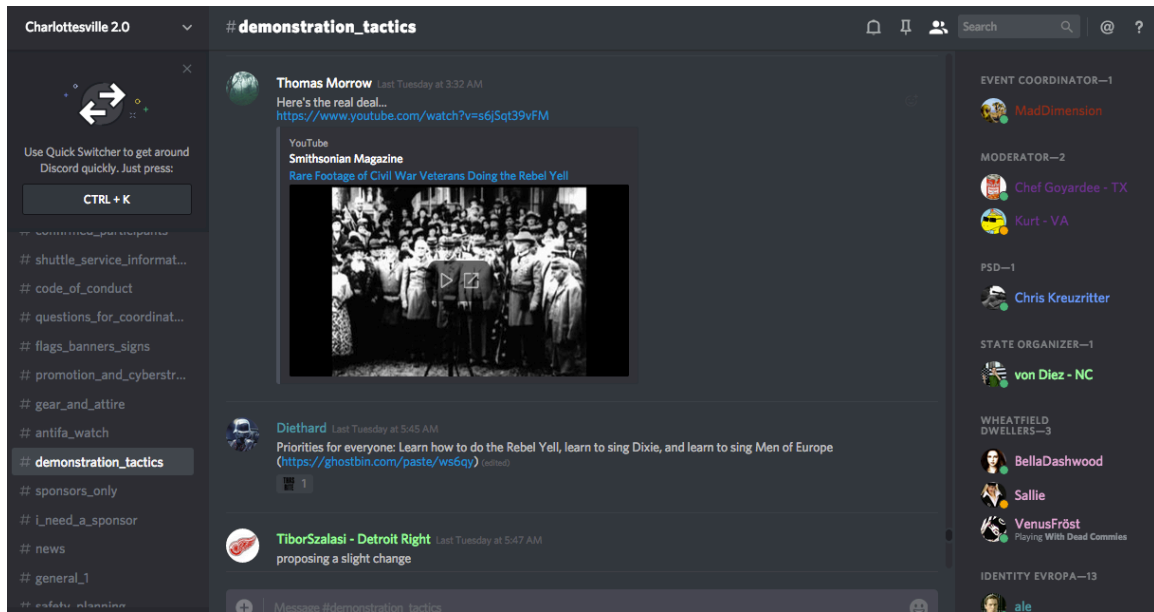 Charlottesville 2.0
Use Quick Switcher to get around
Discord quickly. Just press:
CTRL + K
# confirmed_participants
# shuttle_service_informat...
# code_of_conduct
# questions_for_coordinat...
# flags_banners_signs
# promotion_and_cyberstr...
# gear_and_attire
# antifa_watch
# demonstration_tactics
# sponsors_only
# i_need_a_sponsor
# news
# general_1
# safety_planning
#demonstration_tactics
Search
@
?
Thomas Morrow Last Tuesday at 3:32 AM
Here's the real deal...
https://www.youtube.com/watch?v=s6jSqt39vFM
YouTube
Smithsonian Magazine
Rare Footage of Civil War Veterans Doing the Rebel Yell
Diethard Last Tuesday at 5:45 AM
Priorities for everyone: Learn how to do the Rebel Yell, learn to sing Dixie, and learn to sing Men of Europe
(https://ghostbin.com/paste/ws6qy) (edited)
1
TiborSzalasi - Detroit Right Last Tuesday at 5:47 AM
proposing a slight change
Message #demonstration_tactics
EVENT COORDINATOR—1
MadDimension
MODERATOR—2
Chef Goyardee - TX
Kurt - VA
PSD—1
Chris Kreuzritter
STATE ORGANIZER—1
von Diez - NC
WHEATFIELD
DWELLERS—3
BellaDashwood
Sallie
VenusFröst
Playing With Dead Commies
IDENTITY EVROPA—13
ale